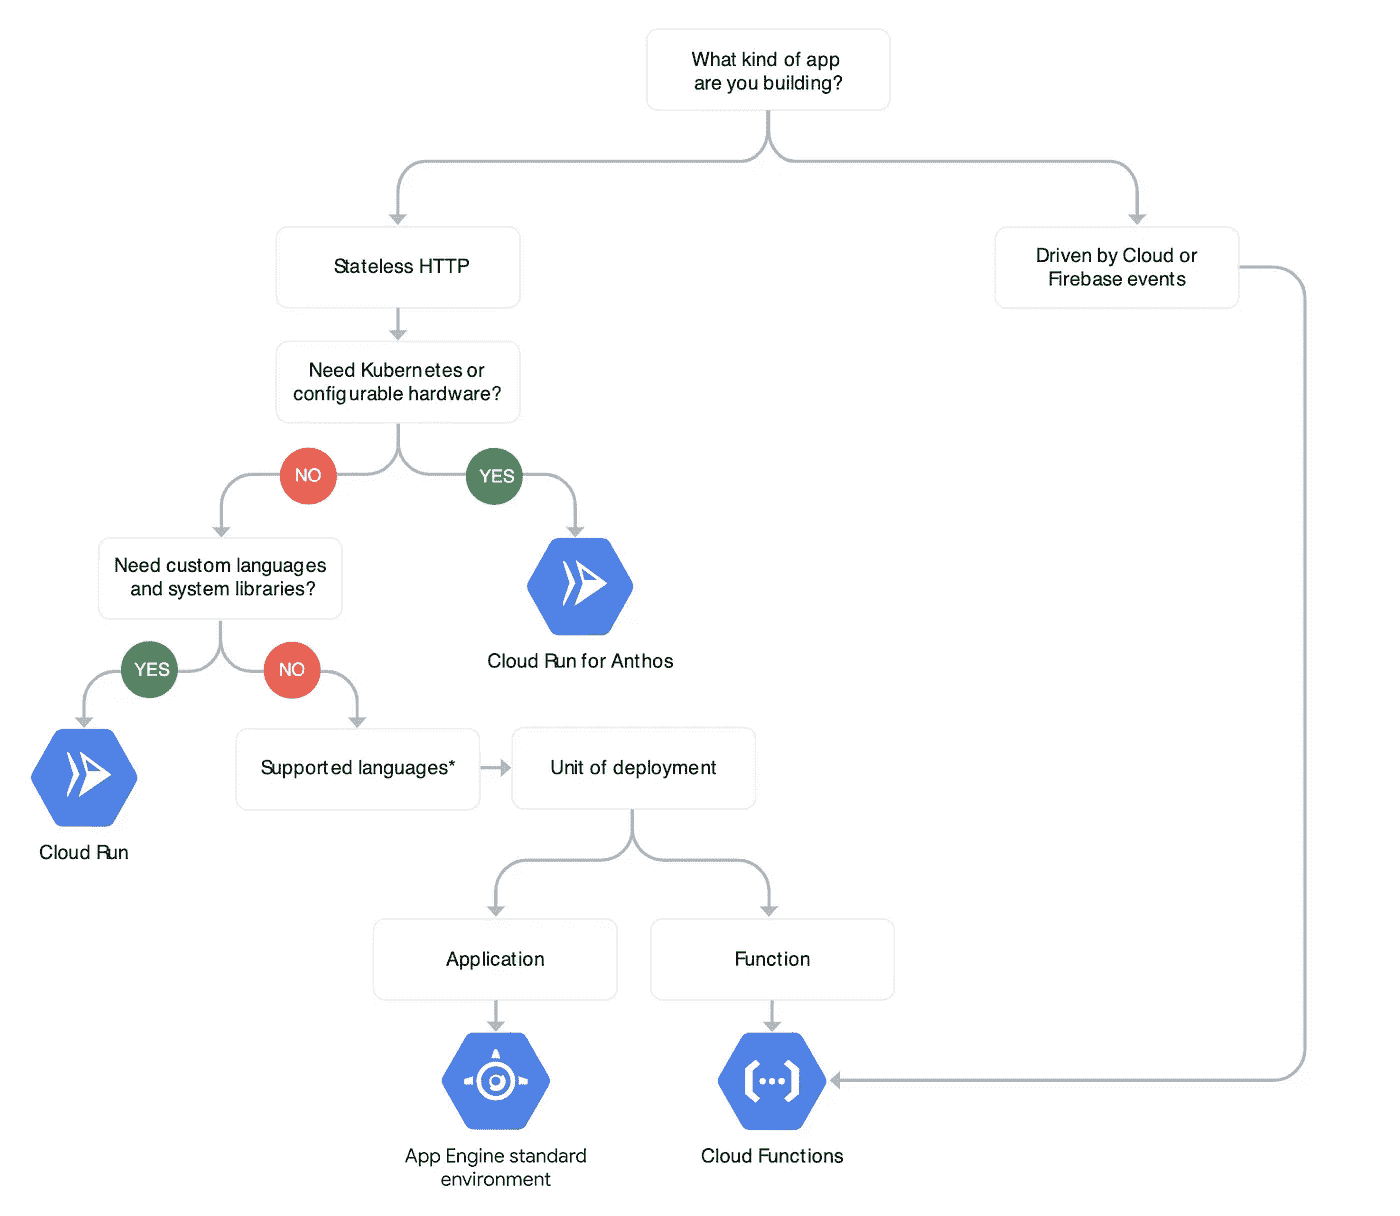 What kind of app
are you building?
Stateless HTTP
Driven by Cloud or
Firebase events
Need Kubernetes or
configurable hardware?
NO
YES
Need custom languages
and system libraries?
Cloud Run for Anthos
YES
NO
Supported languages*
Unit of deployment
Cloud Run
Application
Function
App Engine standard
environment
Cloud Functions